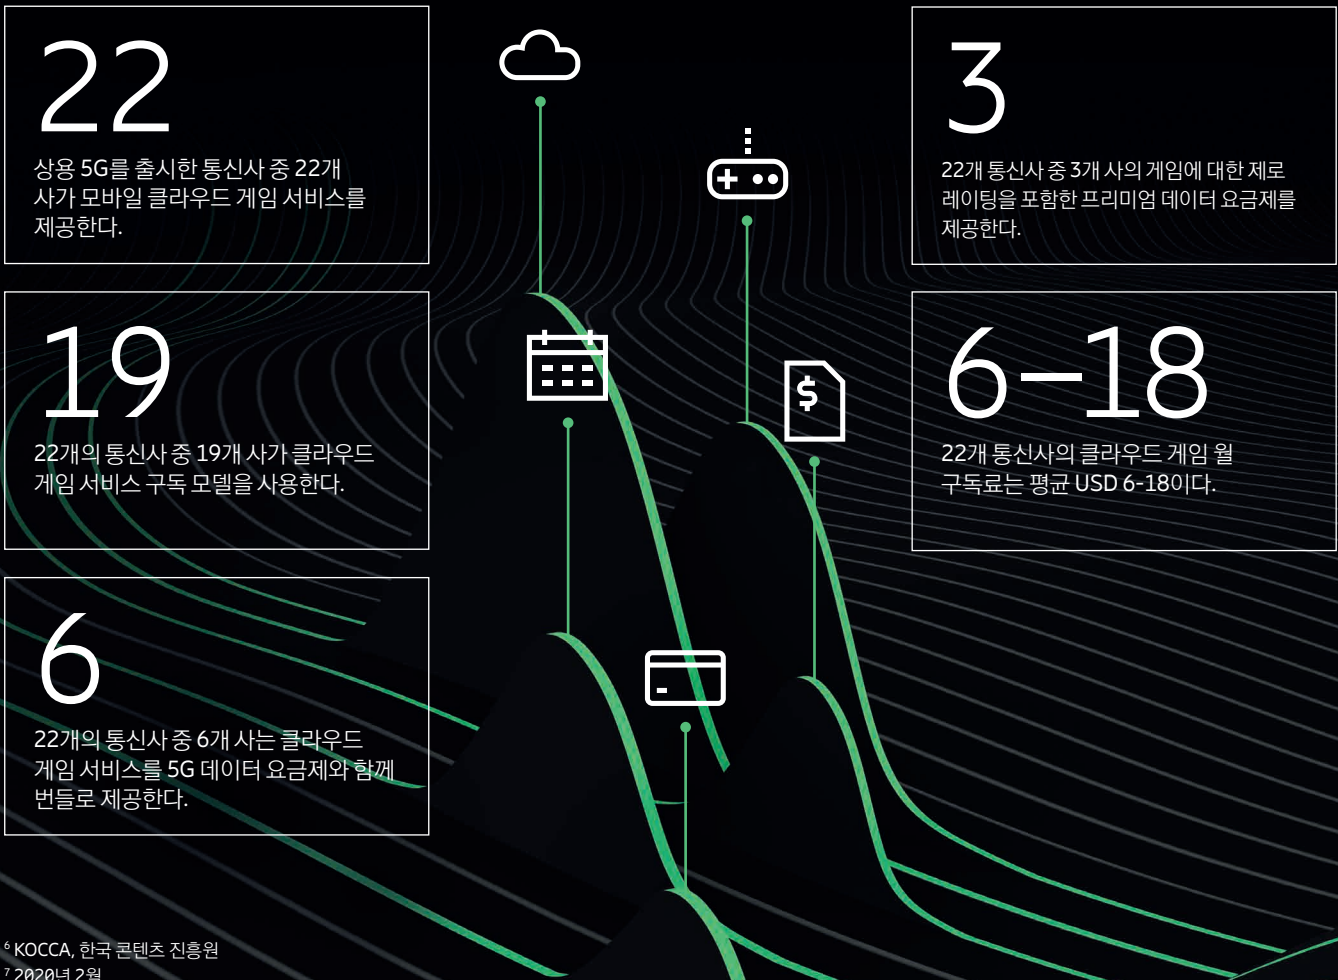 22
상용 5G를 출시한 통신사 중 22개
사가 모바일 클라우드 게임 서비스를
제공한다.
19
22개의 통신사 중 19개 사가 클라우드
게임 서비스 구독 모델을 사용한다.
6
22개의 통신사 중 6개 사는 클라우드
게임 서비스를 5G 데이터 요금제와 함께
번들로 제공한다.
3
22개 통신사 중 3개 사의 게임에 대한 제로
레이팅을 포함한 프리미엄 데이터 요금제를
제공한다.
6–18
22개 통신사의 클라우드 게임 월
구독료는 평균 USD 6-18이다.
$
⁶ KOCCA, 한국 콘텐츠 진흥원
⁷ 2020년 2월